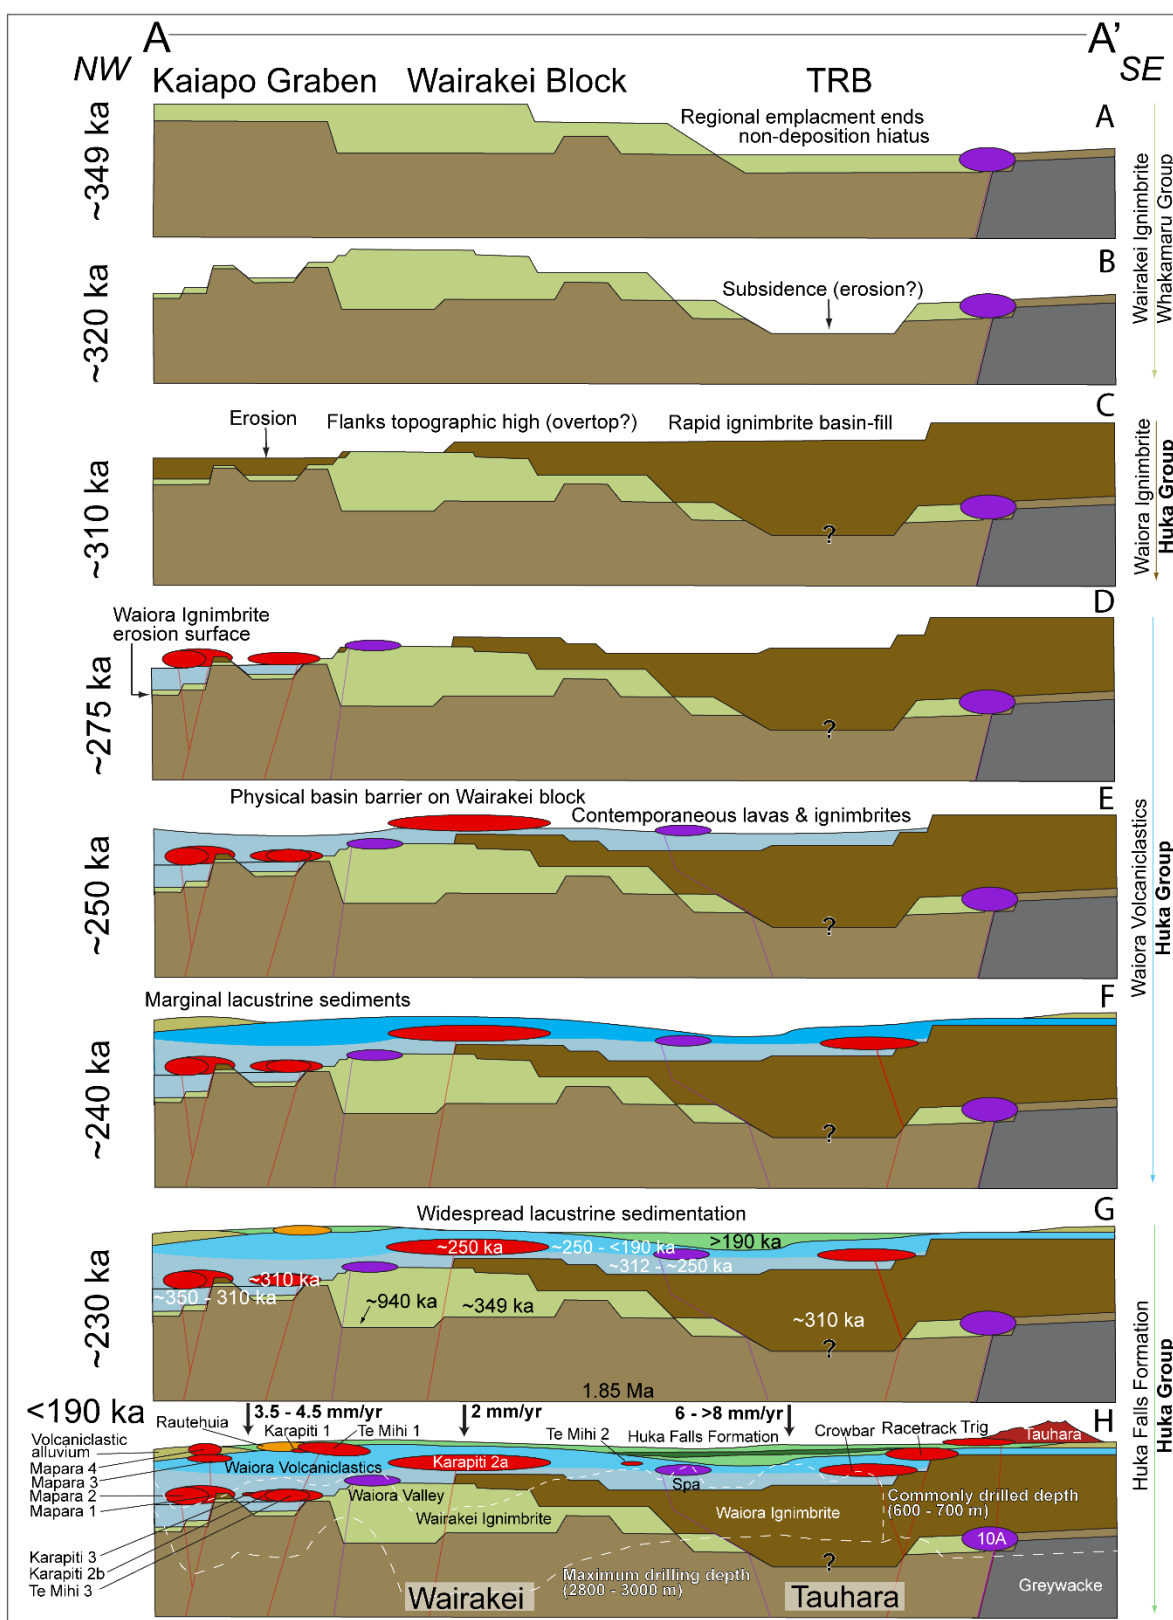 A
A'
NW
SE
Kaiapo Graben
Wairakei Block
TRB
~349 ka
Regional emplacment ends
non-deposition hiatus
A
Wairakei Ignimbrite
Whakamaru Group
~320 ka
B
Subsidence (erosion?)
~310 ka
C
Erosion
Flanks topographic high (overtop?)
Rapid ignimbrite basin-fill
?
Waiora Ignimbrite
Huka Group
~275 ka
D
Waiora Ignimbrite
erosion surface
?
~250 ka
E
Physical basin barrier on Wairakei block
Contemporaneous lavas & ignimbrites
?
Waiora Volcaniclastics
Huka Group
~240 ka
F
Marginal lacustrine sediments
?
~230 ka
G
Widespread lacustrine sedimentation
~250 ka
~250 - <190 ka
>190 ka
~312 - ~250 ka
~310 ka
~350 - 310 ka
~940 ka
~349 ka
~310 ka
?
1.85 Ma
Huka Falls Formation
Huka Group
<190 ka
H
3.5 - 4.5 mm/yr
2 mm/yr
6 - >8 mm/yr
Rautehuia
Karapiti 1
Te Mihi 1
Te Mihi 2
Huka Falls Formation
Crowbar
Racetrack
Trig
Tauhara
Volcaniclastic
alluvium
Mapara 4
Mapara 3
Mapara 2
Mapara 1
Karapiti 3
Karapiti 2b
Te Mihi 3
Waiora Volcaniclastics
Karapiti 2a
Waiora Valley
Wairakei Ignimbrite
Spa
Waiora Ignimbrite
Commonly drilled depth
(600 - 700 m)
10A
?
Maximum drilling depth
(2800 - 3000 m)
Greywacke
Wairakei
Tauhara